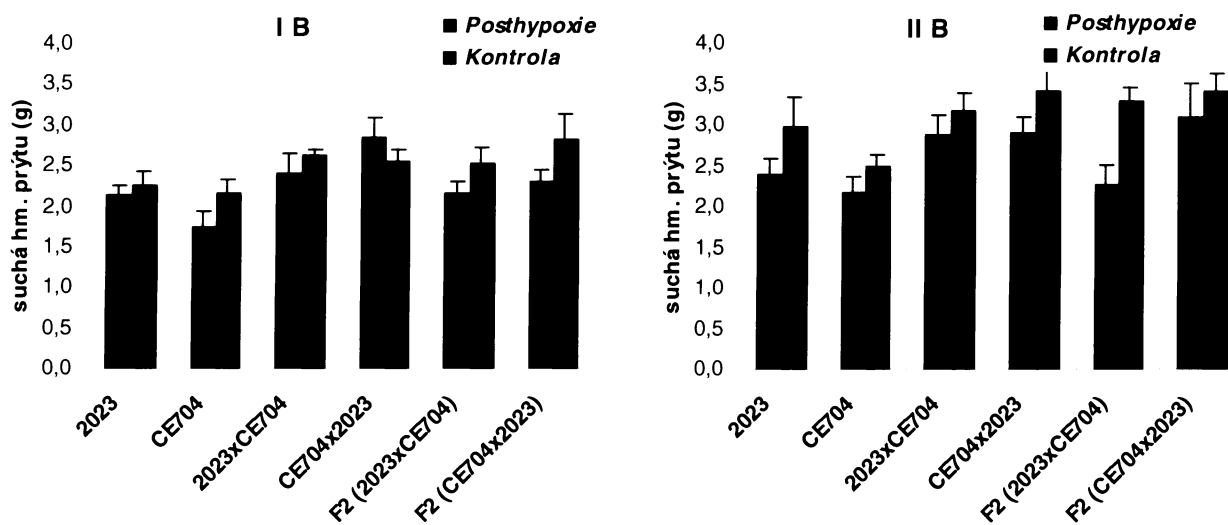 I B
■ Posthypoxie
■ Kontrola
suchá hm. prýtu (g)
4,0
3,5
3,0
2,5
2,0
1,5
1,0
0,5
0,0
2023
CE704
2023xCE704
CE704x2023
F2 (2023xCE704)
F2 (CE704x2023)
II B
■ Posthypoxie
■ Kontrola
suchá hm. prýtu (g)
4,0
3,5
3,0
2,5
2,0
1,5
1,0
0,5
0,0
2023
CE704
2023xCE704
CE704x2023
F2 (2023xCE704)
F2 (CE704x2023)